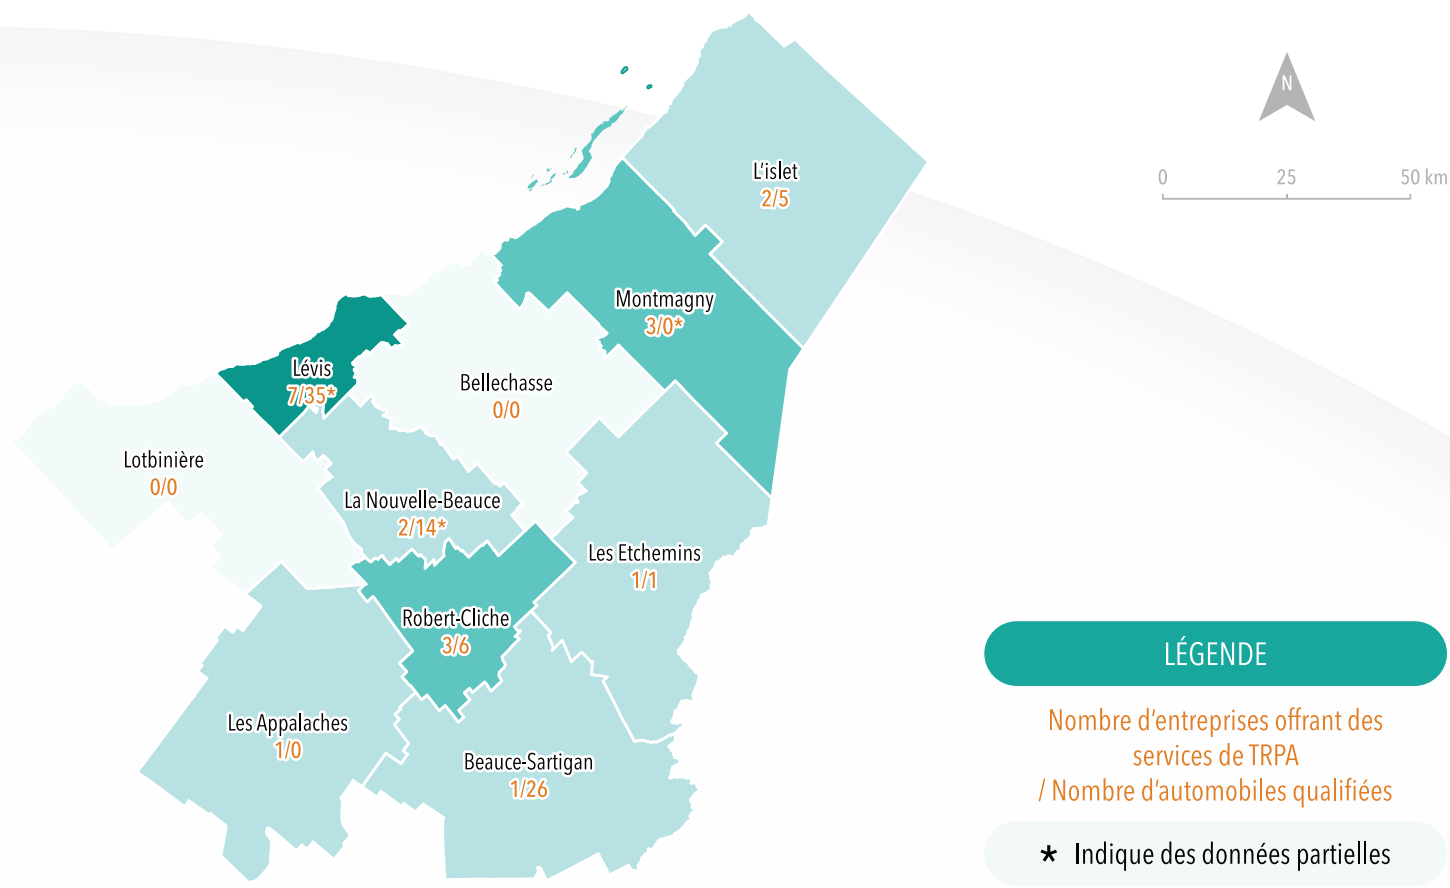 N
0 25 50 km
L'islet
2/5
Montmagny
3/0*
Lévis
7/35*
Bellechasse
0/0
Lotbinière
0/0
La Nouvelle-Beauce
2/14*
Les Etchemins
1/1
Robert-Cliche
3/6
Les Appalaches
1/0
Beauce-Sartigan
1/26
LÉGENDE
Nombre d'entreprises offrant des
services de TRPA
/ Nombre d'automobiles qualifiées
* Indique des données partielles